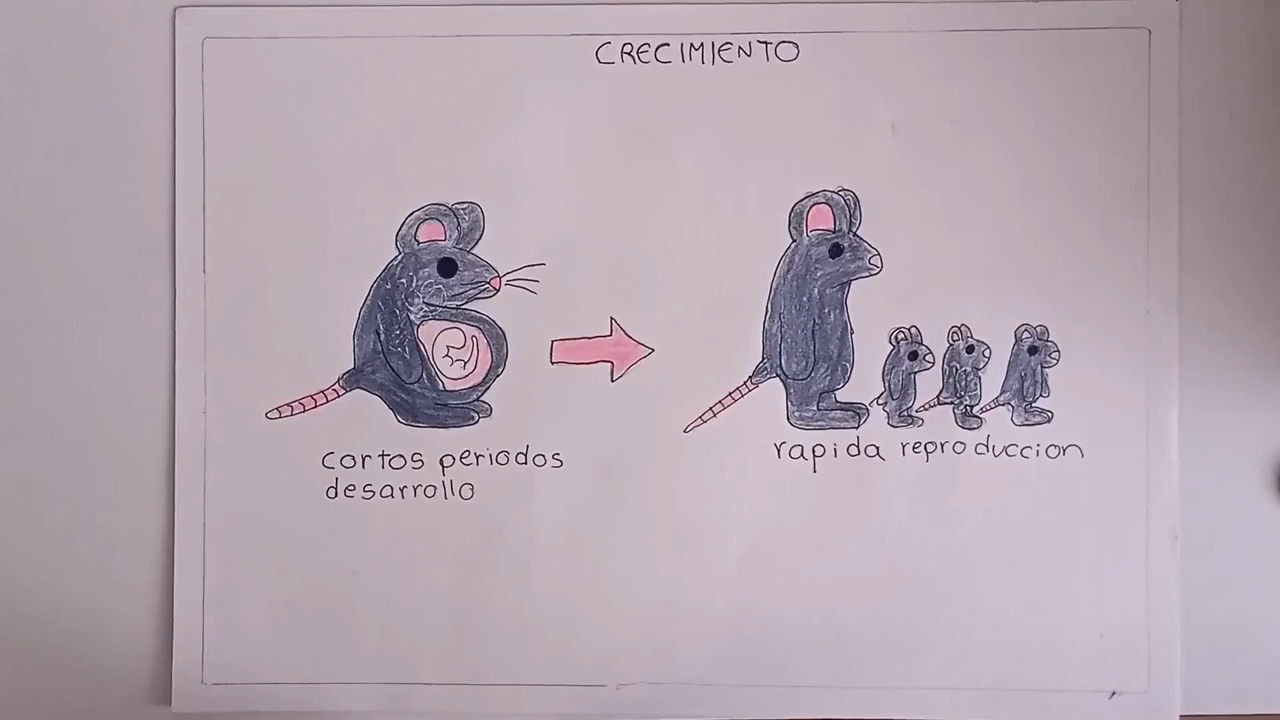 CRECIMIENTO
cortos periodos
desarrollo
rapida reproduccion